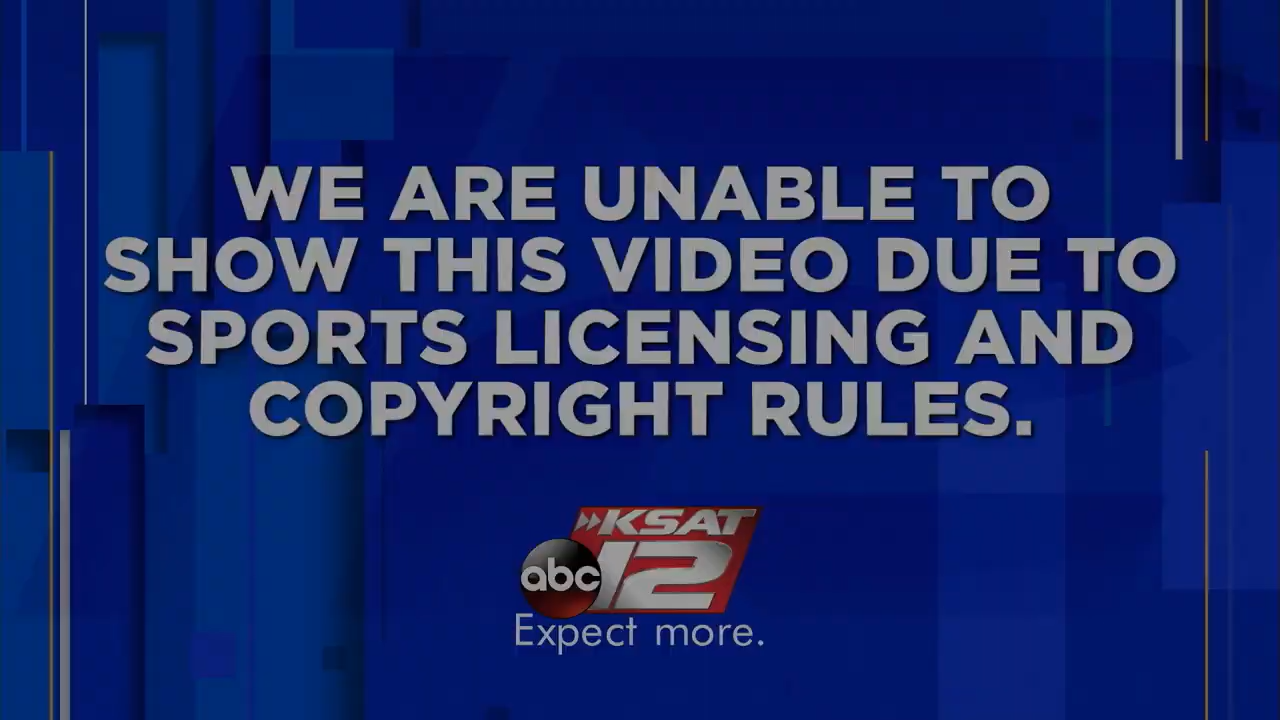 WE ARE UNABLE TO
SHOW THIS VIDEO DUE TO
SPORTS LICENSING AND
COPYRIGHT RULES.
KSAT
abc 12
Expect more.